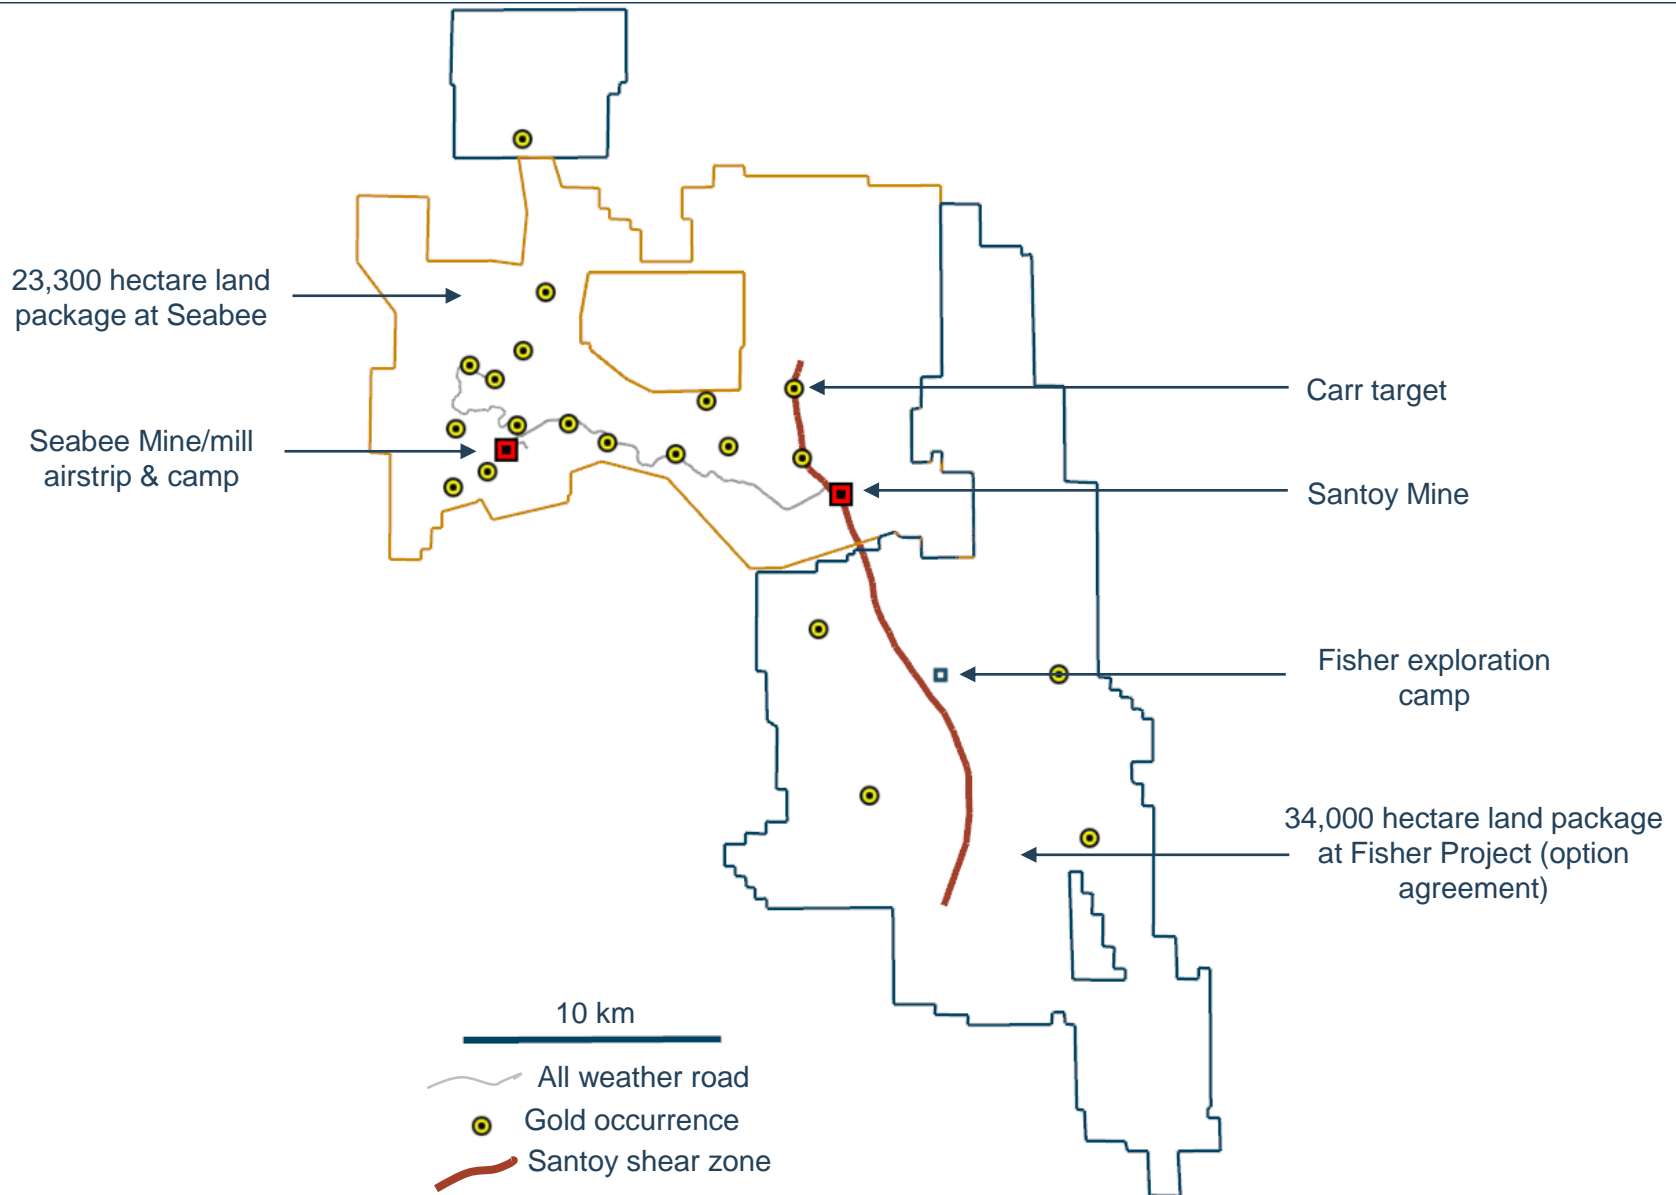 23,300 hectare land
package at Seabee
Seabee Mine/mill
airstrip & camp
Carr target
Santoy Mine
Fisher exploration
camp
34,000 hectare land package
at Fisher Project (option
agreement)
10 km
All weather road
Gold occurrence
Santoy shear zone